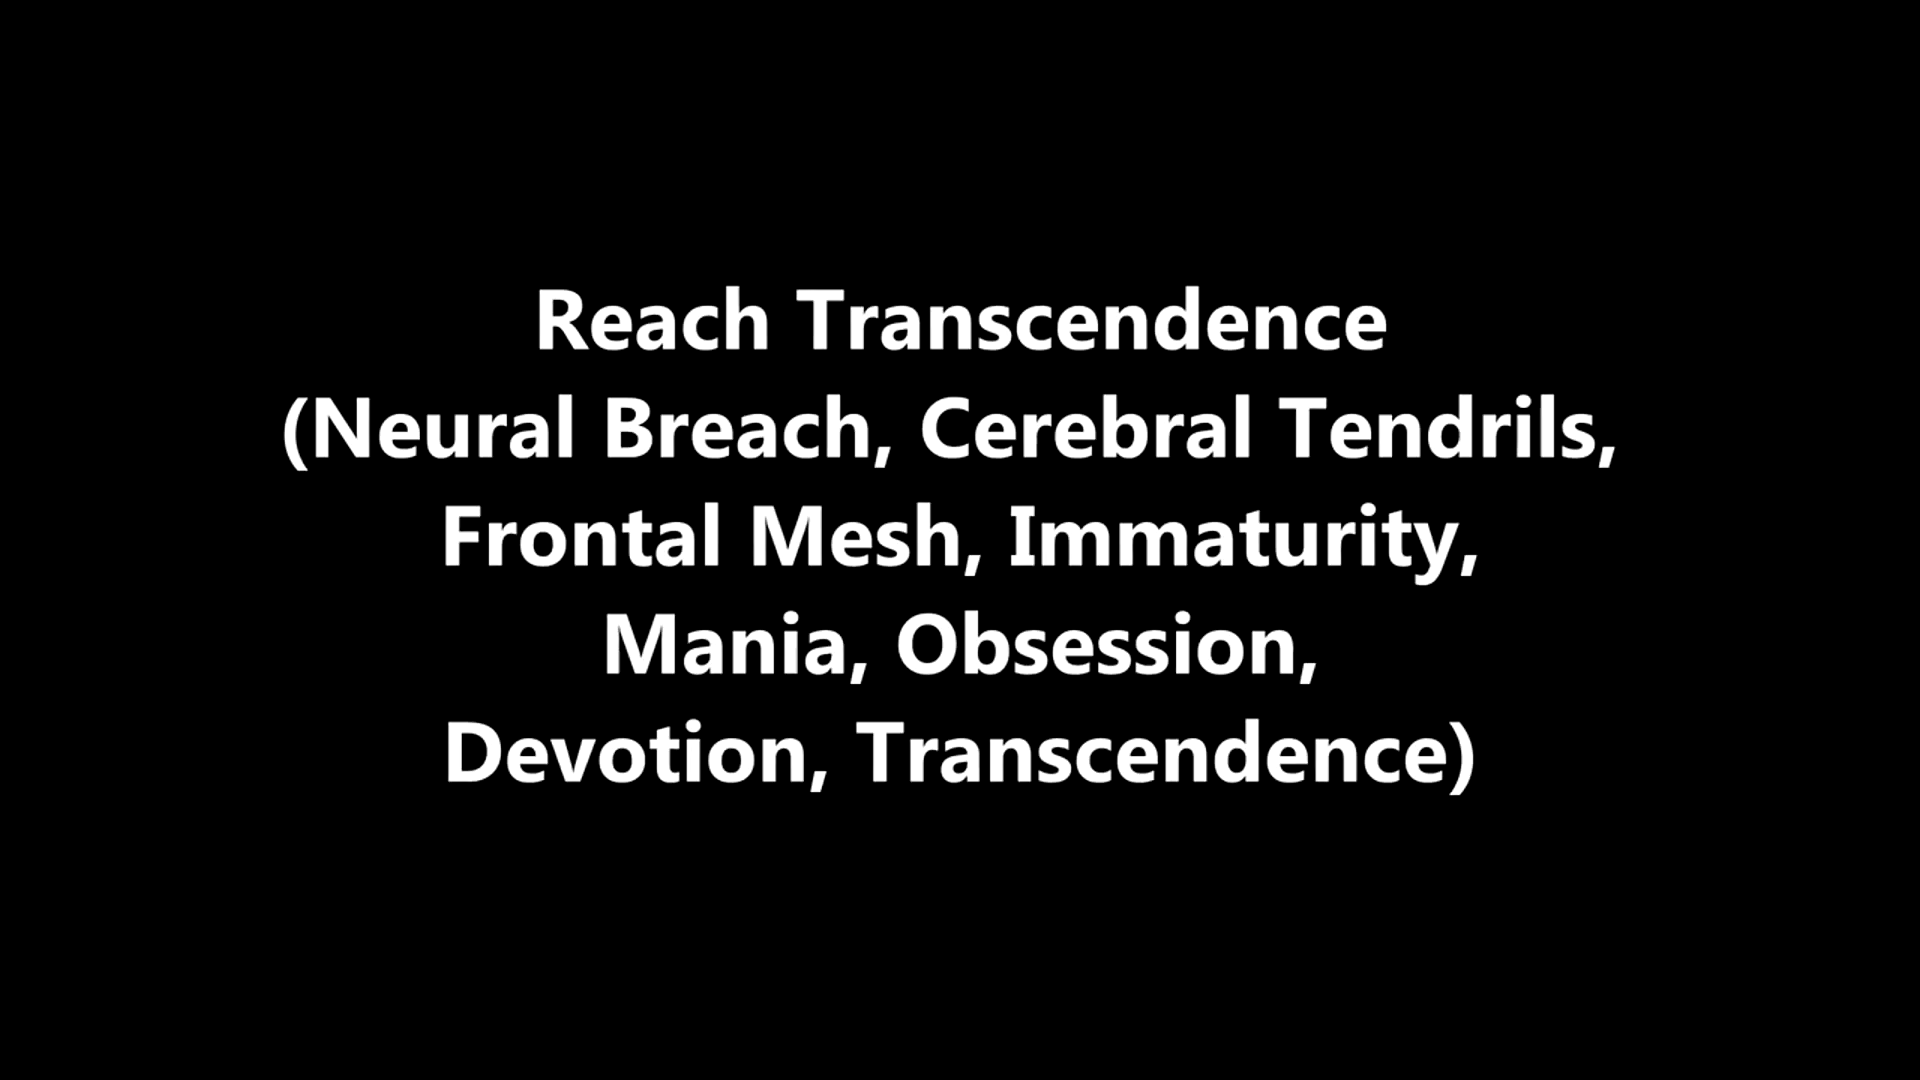 Reach Transcendence
(Neural Breach, Cerebral Tendrils,
Frontal Mesh, Immaturity,
Mania, Obsession,
Devotion, Transcendence)